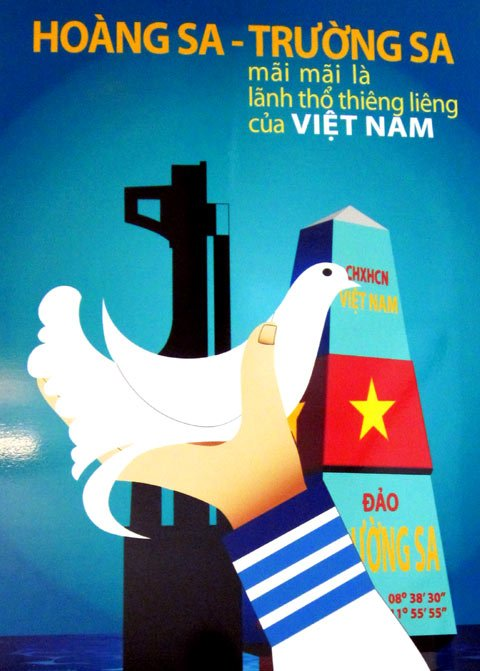 HOÀNG SA - TRƯỜNG SA
mãi mãi là
lãnh thổ thiêng liêng
của VIỆT NAM
CHXHCN
VIỆT NAM
ĐẢO
ƯỜNG SA
08° 38' 30"
11° 55' 55"